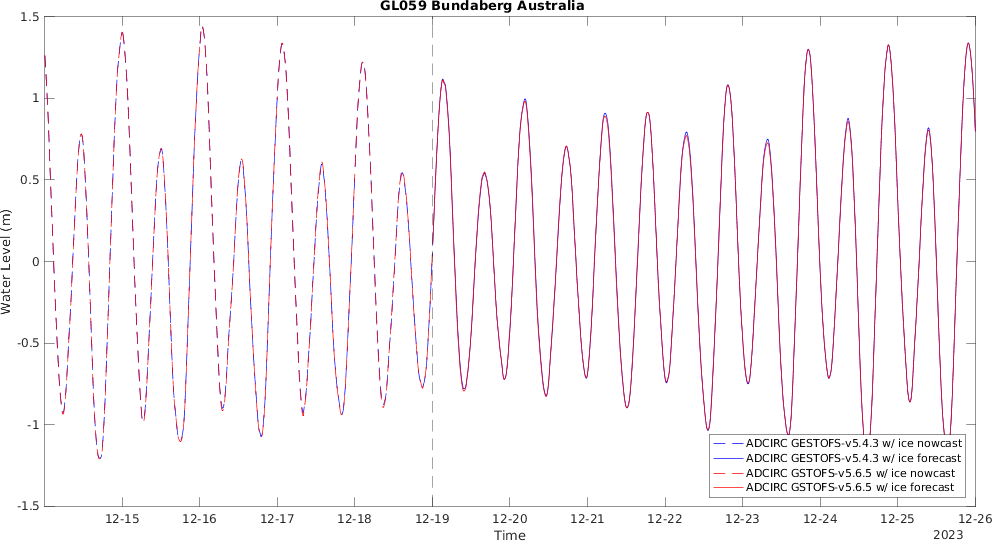 GL059 Bundaberg Australia
1.5
1
0.5
0
-0.5
-1
-1.5
Water Level (m)
12-15 12-16 12-17 12-18 12-19 12-20 12-21 12-22 12-23 12-24 12-25 12-26
Time
2023
ADCIRC GESTOFS-v5.4.3 w/ ice nowcast
ADCIRC GESTOFS-v5.4.3 w/ ice forecast
ADCIRC GSTOFS-v5.6.5 w/ ice nowcast
ADCIRC GSTOFS-v5.6.5 w/ ice forecast